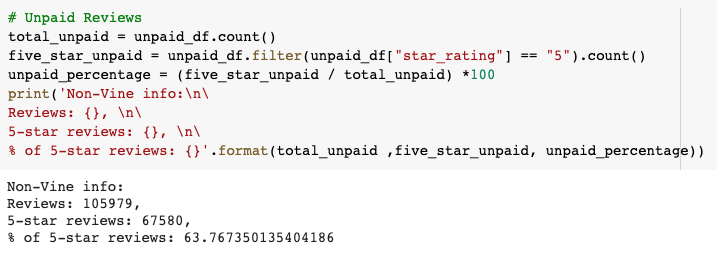 # Unpaid Reviews
total_unpaid = unpaid_df.count()
five_star_unpaid = unpaid_df.filter(unpaid_df["star_rating"] == "5").count()
unpaid_percentage = (five_star_unpaid / total_unpaid) *100
print('Non-Vine info:\n\
Reviews: {}, \n\
5-star reviews: {}, \n\
% of 5-star reviews: {}'.format(total_unpaid ,five_star_unpaid, unpaid_percentage))
Non-Vine info:
Reviews: 105979,
5-star reviews: 67580,
% of 5-star reviews: 63.767350135404186